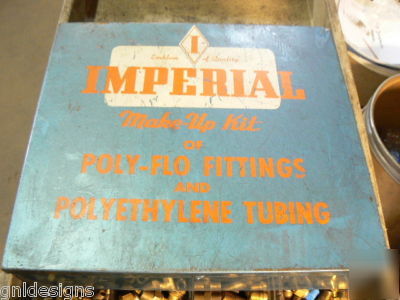 I
Emblem of Quality
IMPERIAL
Make-Up Kit
OF
POLY-FLO FITTINGS
AND
POLYETHYLENE TUBING
gnldesigns